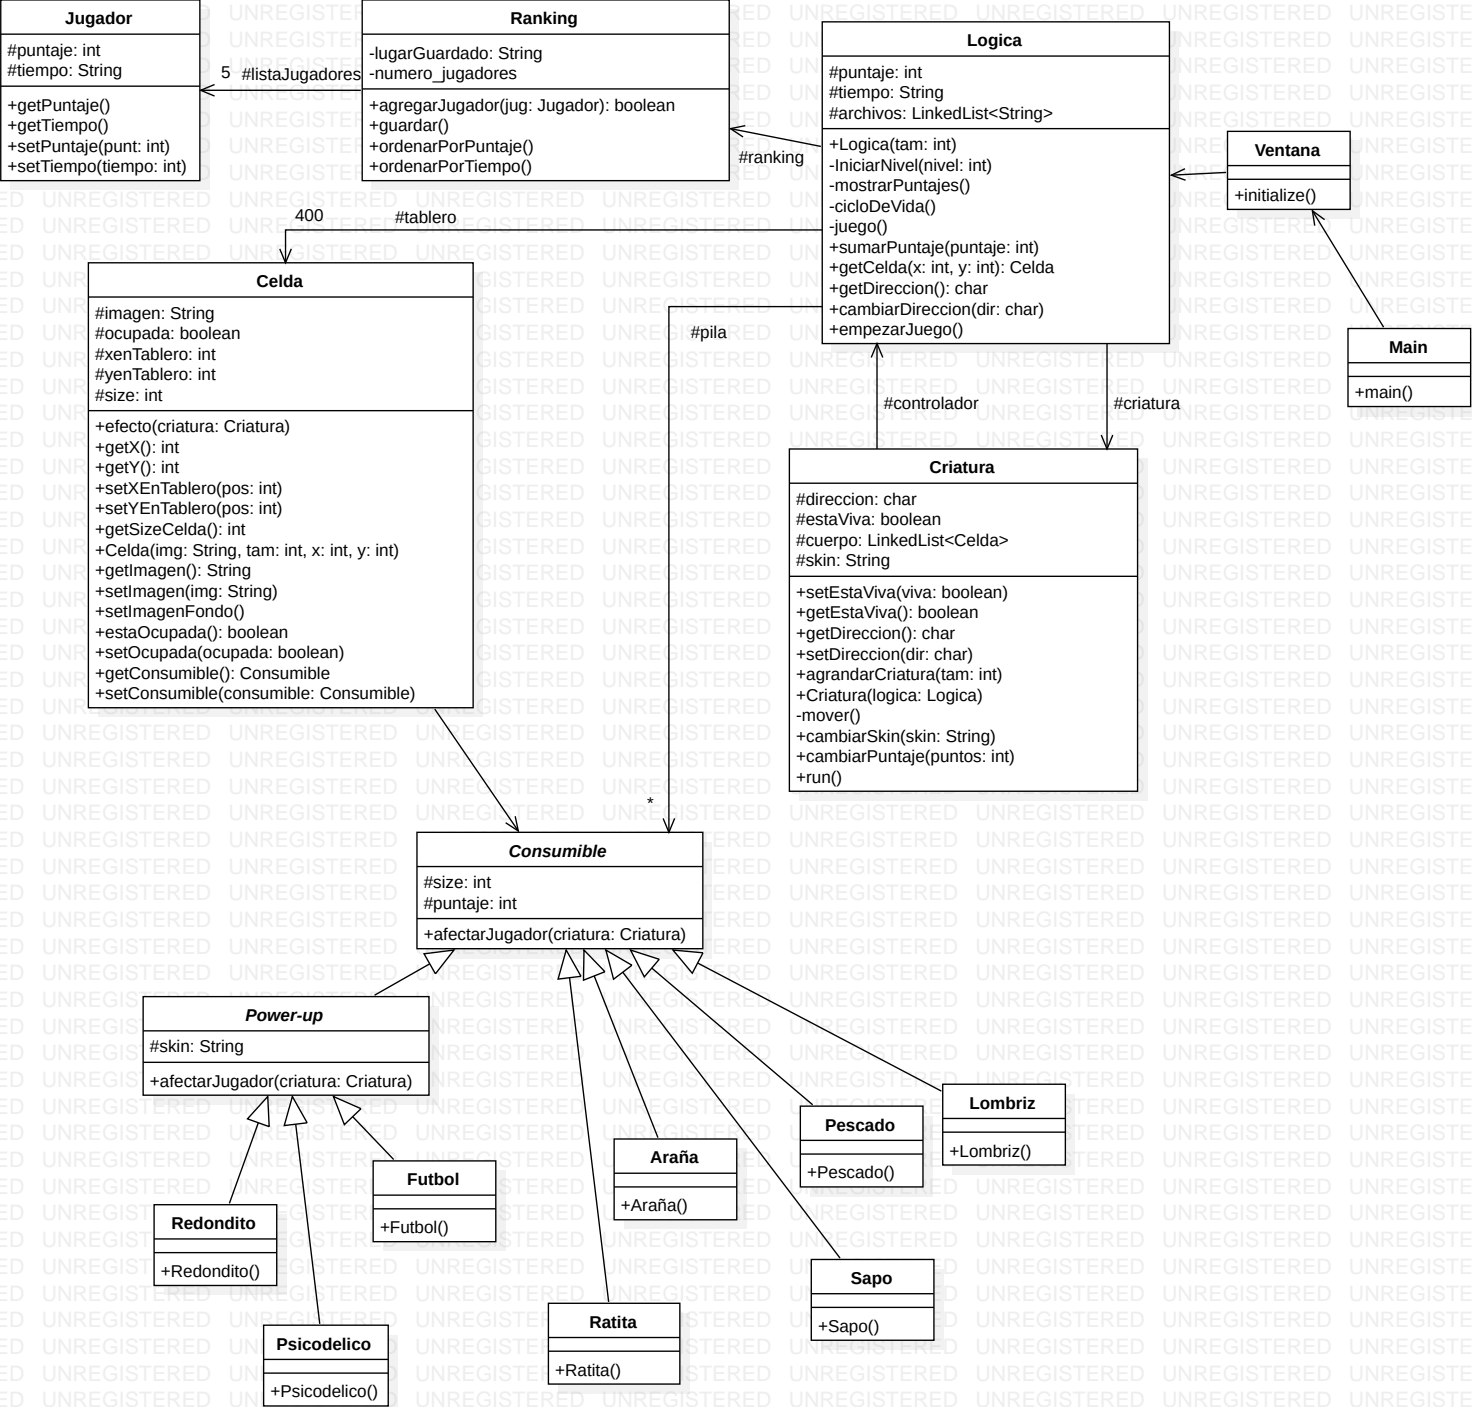 Jugador
#puntaje: int
#tiempo: String
+getPuntaje()
+getTiempo()
+setPuntaje(punt: int)
+setTiempo(tiempo: int)
5 #listaJugadores
Ranking
-lugarGuardado: String
-numero_jugadores
+agregarJugador(jug: Jugador): boolean
+guardar()
+ordenarPorPuntaje()
+ordenarPorTiempo()
#ranking
Logica
#puntaje: int
#tiempo: String
#archivos: LinkedList<String>
+Logica(tam: int)
-IniciarNivel(nivel: int)
-mostrarPuntajes()
-cicloDeVida()
-juego()
+sumarPuntaje(puntaje: int)
+getCelda(x: int, y: int): Celda
+getDireccion(): char
+cambiarDireccion(dir: char)
+empezarJuego()
Ventana
+initialize()
Main
+main()
400 #tablero
#pila
*
#controlador
#criatura
Celda
#imagen: String
#ocupada: boolean
#xenTablero: int
#yenTablero: int
#size: int
+efecto(criatura: Criatura)
+getX(): int
+getY(): int
+setXEnTablero(pos: int)
+setYEnTablero(pos: int)
+getSizeCelda(): int
+Celda(img: String, tam: int, x: int, y: int)
+getImagen(): String
+setImagen(img: String)
+setImagenFondo()
+estaOcupada(): boolean
+setOcupada(ocupada: boolean)
+getConsumible(): Consumible
+setConsumible(consumible: Consumible)
Criatura
#direccion: char
#estaViva: boolean
#cuerpo: LinkedList<Celda>
#skin: String
+setEstaViva(viva: boolean)
+getEstaViva(): boolean
+getDireccion(): char
+setDireccion(dir: char)
+agrandarCriatura(tam: int)
+Criatura(logica: Logica)
-mover()
+cambiarSkin(skin: String)
+cambiarPuntaje(puntos: int)
+run()
Consumible
#size: int
#puntaje: int
+afectarJugador(criatura: Criatura)
Power-up
#skin: String
+afectarJugador(criatura: Criatura)
Lombriz
+Lombriz()
Pescado
+Pescado()
Araña
+Araña()
Futbol
+Futbol()
Redondito
+Redondito()
Sapo
+Sapo()
Ratita
+Ratita()
Psicodelico
+Psicodelico()
UNREGISTERED